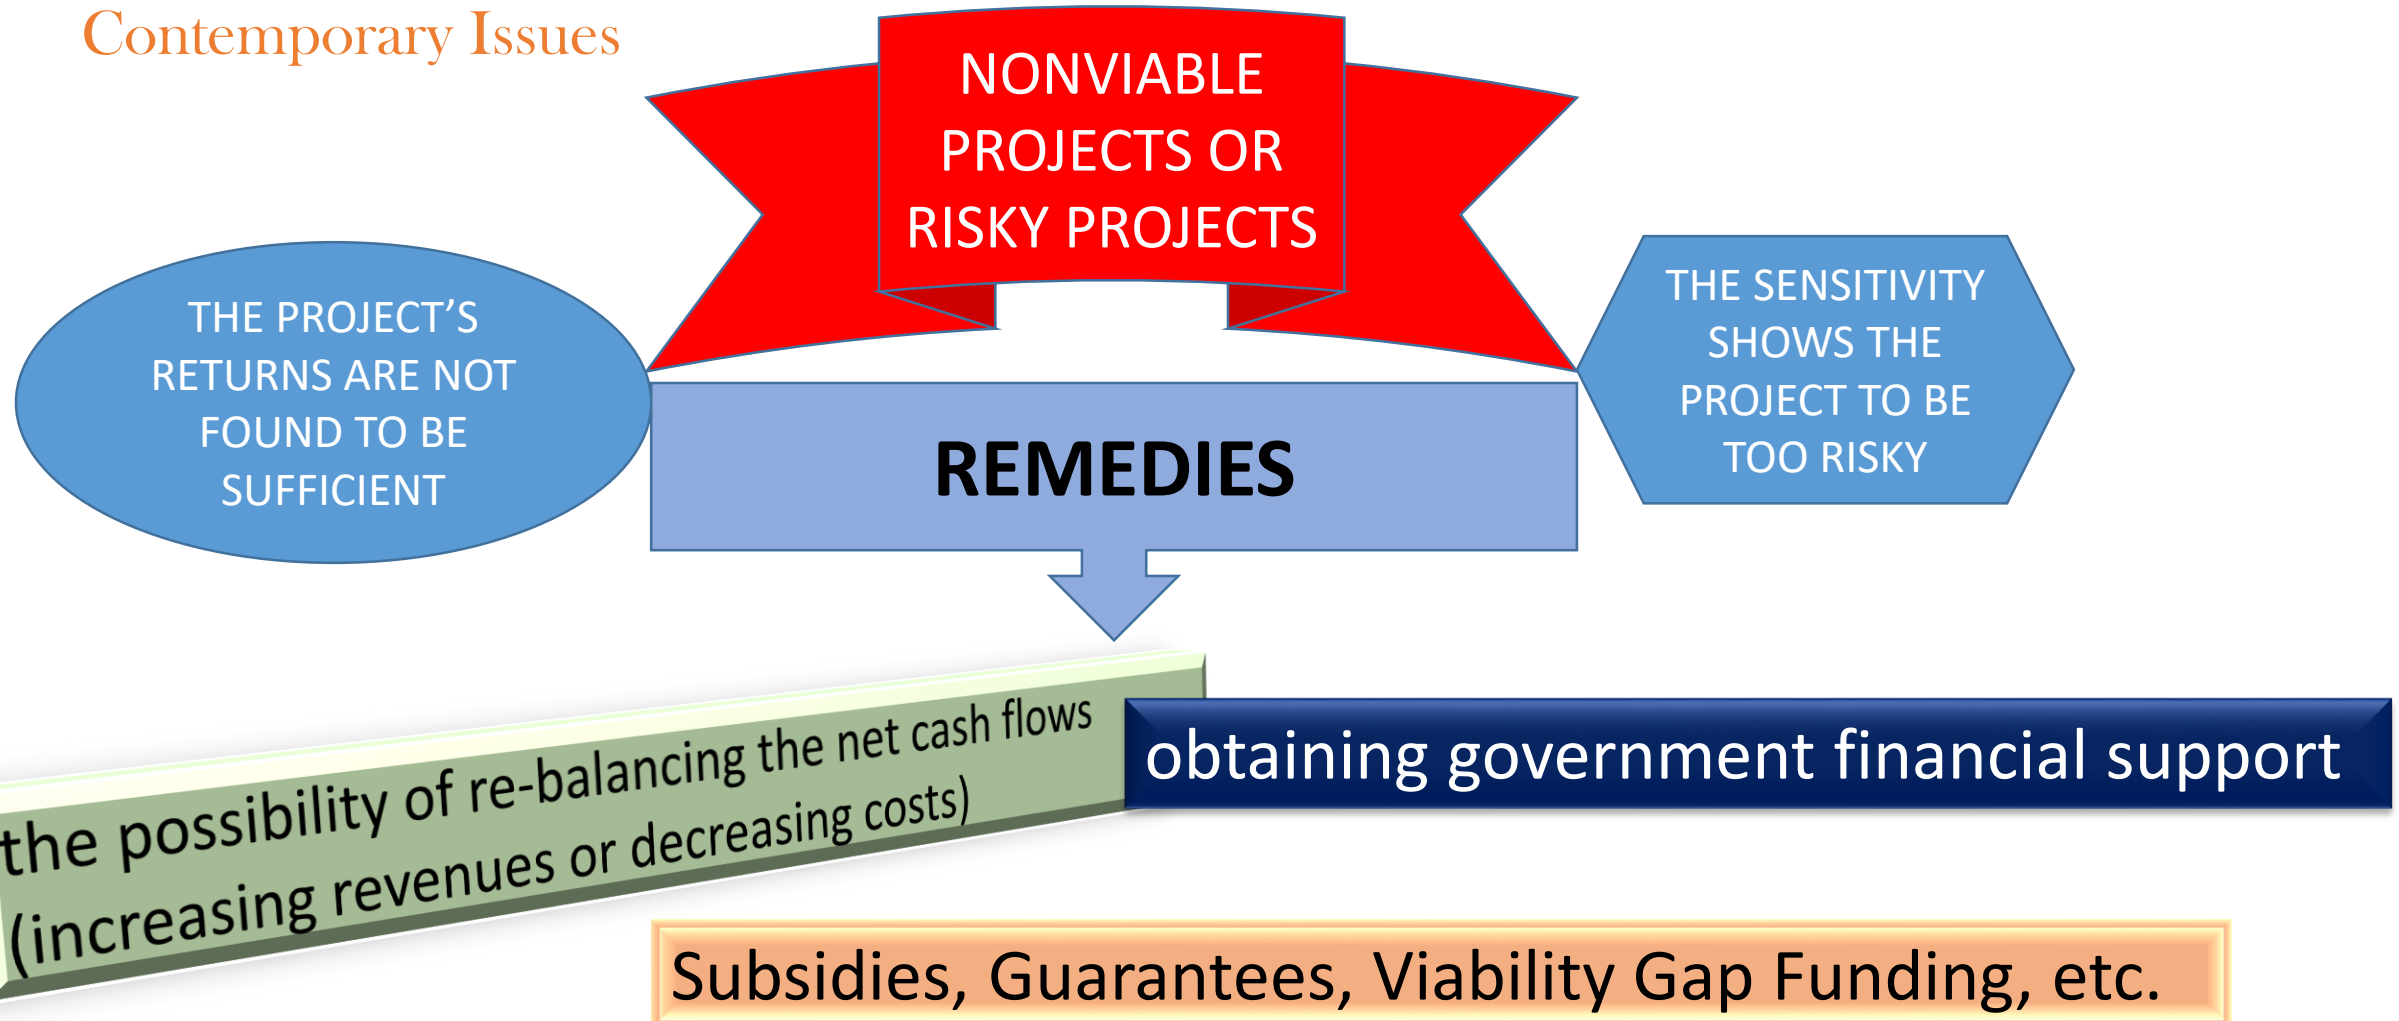 Contemporary Issues
NONVIABLE
PROJECTS OR
RISKY PROJECTS
THE PROJECT’S
RETURNS ARE NOT
FOUND TO BE
SUFFICIENT
THE SENSITIVITY
SHOWS THE
PROJECT TO BE
TOO RISKY
REMEDIES
the possibility of re-balancing the net cash flows
(increasing revenues or decreasing costs)
obtaining government financial support
Subsidies, Guarantees, Viability Gap Funding, etc.